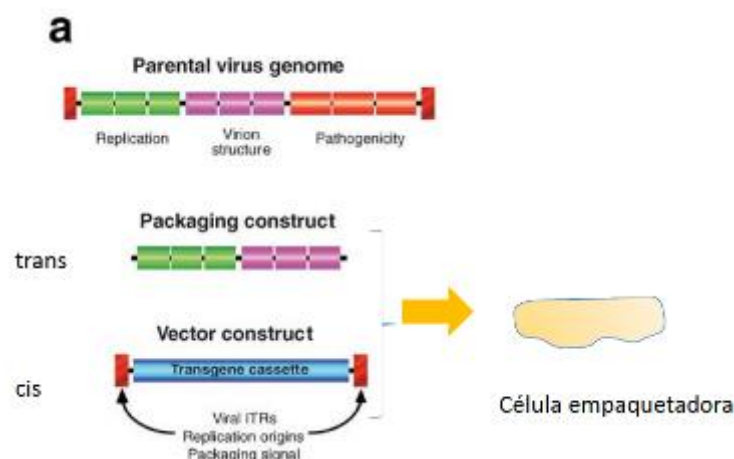 a
Parental virus genome
Replication
Virion
structure
Pathogenicity
Packaging construct
trans
Vector construct
Transgene cassette
cis
Viral ITRs
Replication origins
Packaging signal
Célula empaquetadora